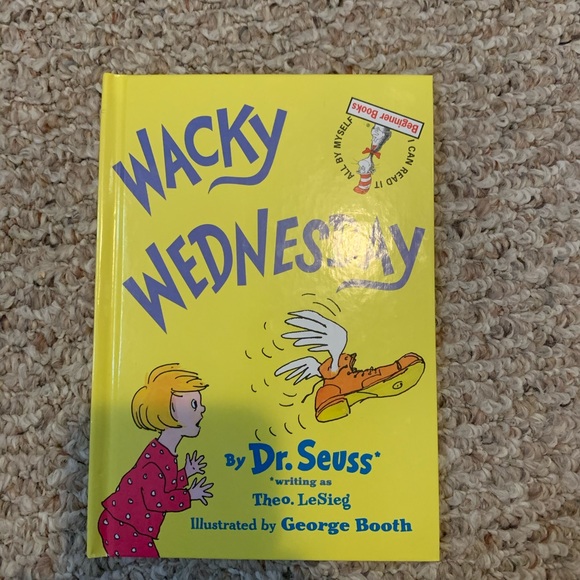 WACKY
WEDNESDAY
Beginner Books
I CAN READ IT ALL BY MYSELF
By Dr. Seuss*
*writing as
Theo. LeSieg
Illustrated by George Booth